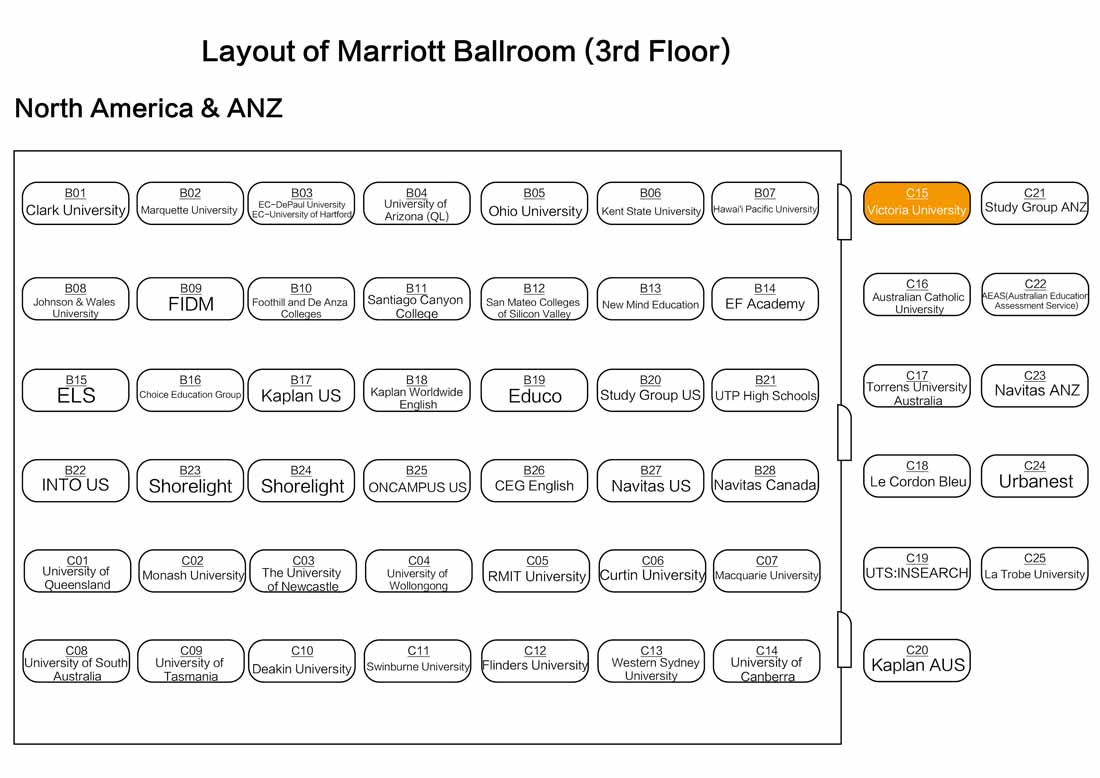 Layout of Marriott Ballroom (3rd Floor)
North America & ANZ
B01
Clark University
B02
Marquette University
B03
EC-DePaul University
EC-University of Hartford
B04
University of
Arizona (QL)
B05
Ohio University
B06
Kent State University
B07
Hawai'i Pacific University
C15
Victoria University
C21
Study Group ANZ
B08
Johnson & Wales
University
B09
FIDM
B10
Foothill and De Anza
Colleges
B11
Santiago Canyon
College
B12
San Mateo Colleges
of Silicon Valley
B13
New Mind Education
B14
EF Academy
C16
Australian Catholic
University
C22
AEAS(Australian Education
Assessment Service)
B15
ELS
B16
Choice Education Group
B17
Kaplan US
B18
Kaplan Worldwide
English
B19
Educo
B20
Study Group US
B21
UTP High Schools
C17
Torrens University
Australia
C23
Navitas ANZ
B22
INTO US
B23
Shorelight
B24
Shorelight
B25
ONCAMPUS US
B26
CEG English
B27
Navitas US
B28
Navitas Canada
C18
Le Cordon Bleu
C24
Urbanest
C01
University of
Queensland
C02
Monash University
C03
The University
of Newcastle
C04
University of
Wollongong
C05
RMIT University
C06
Curtin University
C07
Macquarie University
C19
UTS:INSEARCH
C25
La Trobe University
C08
University of South
Australia
C09
University of
Tasmania
C10
Deakin University
C11
Swinburne University
C12
Flinders University
C13
Western Sydney
University
C14
University of
Canberra
C20
Kaplan AUS